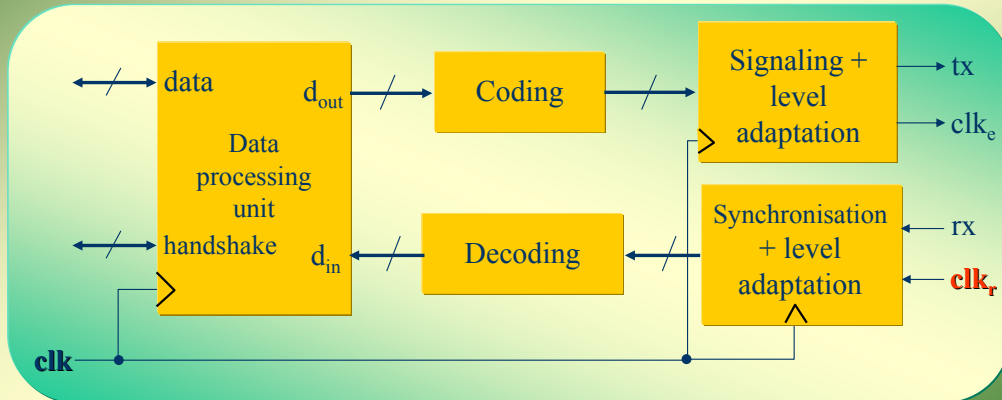 data
d_out
Data
processing
unit
handshake
d_in
Coding
Decoding
Signaling +
level
adaptation
tx
clk_e
Synchronisation
+ level
adaptation
rx
clk_r
clk